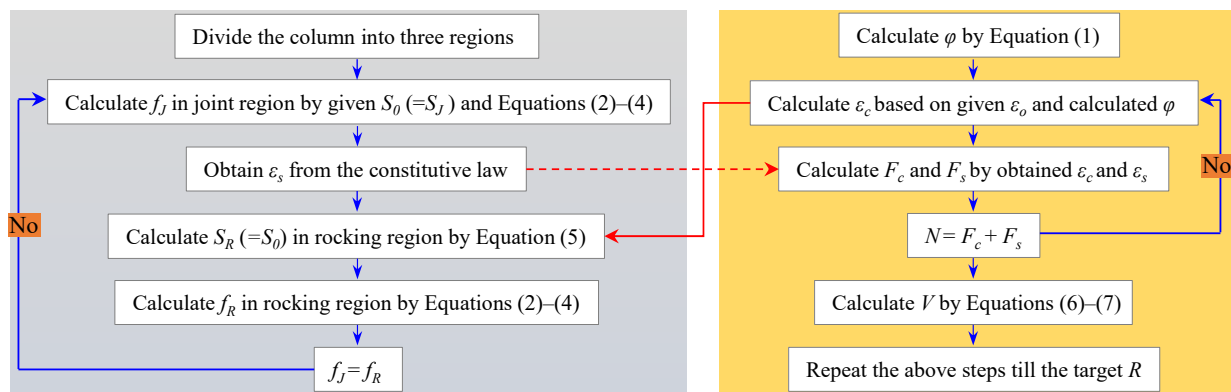 Divide the column into three regions
Calculate f_J in joint region by given S_0 (=S_J) and Equations (2)–(4)
Obtain ε_s from the constitutive law
No
Calculate S_R (=S_0) in rocking region by Equation (5)
Calculate f_R in rocking region by Equations (2)–(4)
f_J = f_R
Calculate φ by Equation (1)
Calculate ε_c based on given ε_o and calculated φ
Calculate F_c and F_s by obtained ε_c and ε_s
No
N = F_c + F_s
Calculate V by Equations (6)–(7)
Repeat the above steps till the target R